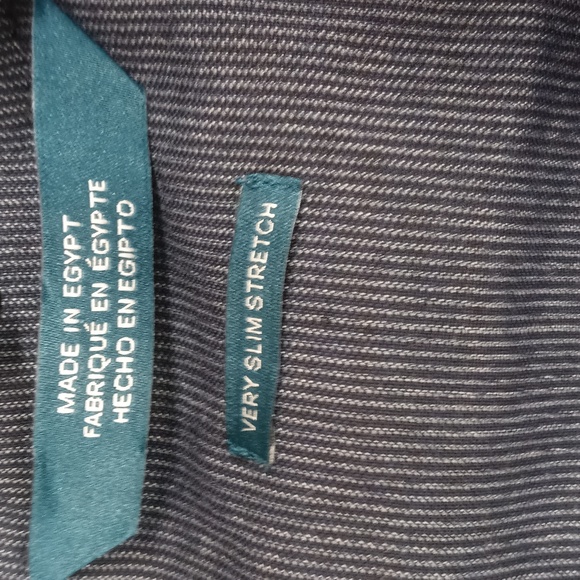 MADE IN EGYPT
FABRIQUÉ EN ÉGYPTE
HECHO EN EGIPTO
VERY SLIM STRETCH